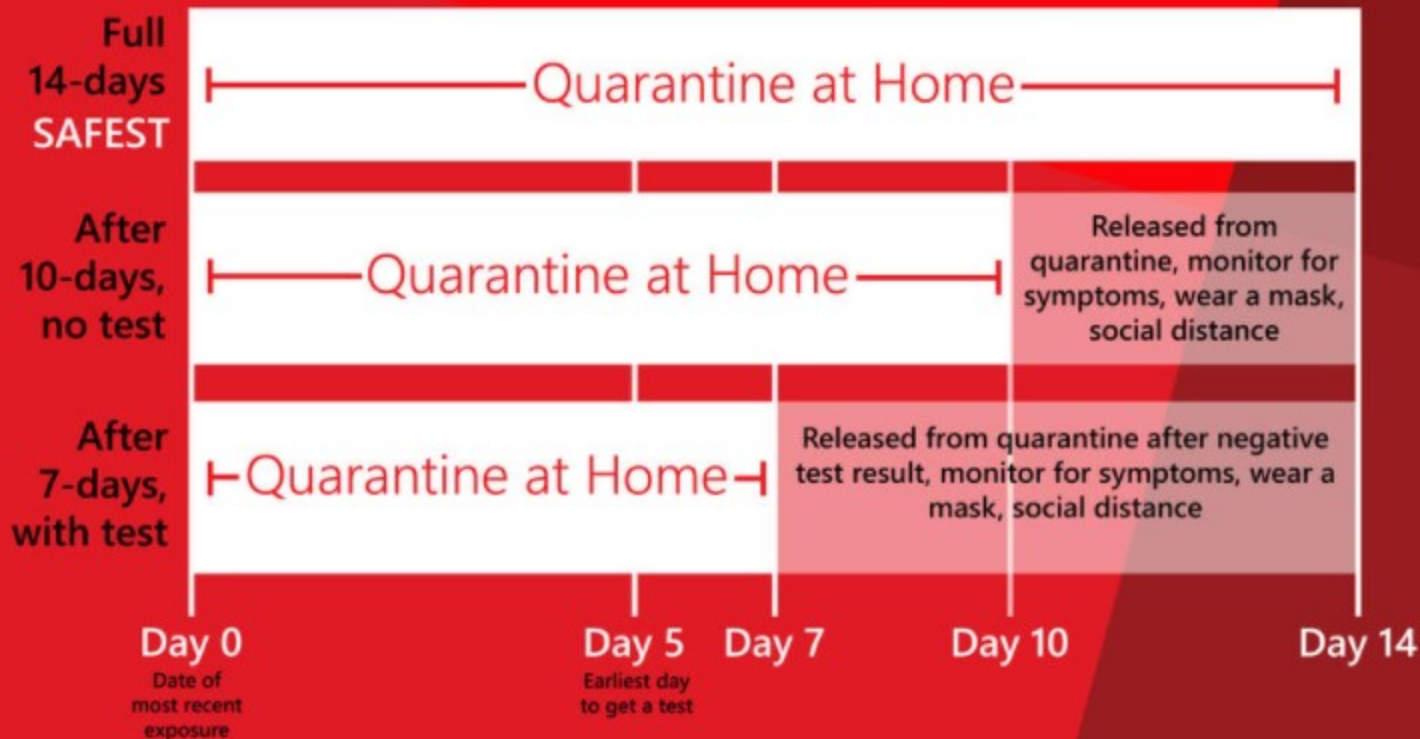 Full
14-days
SAFEST
Quarantine at Home
After
10-days,
no test
Quarantine at Home
Released from
quarantine, monitor for
symptoms, wear a mask,
social distance
After
7-days,
with test
Quarantine at Home
Released from quarantine after negative
test result, monitor for symptoms, wear a
mask, social distance
Day 0
Date of
most recent
exposure
Day 5
Earliest day
to get a test
Day 7
Day 10
Day 14